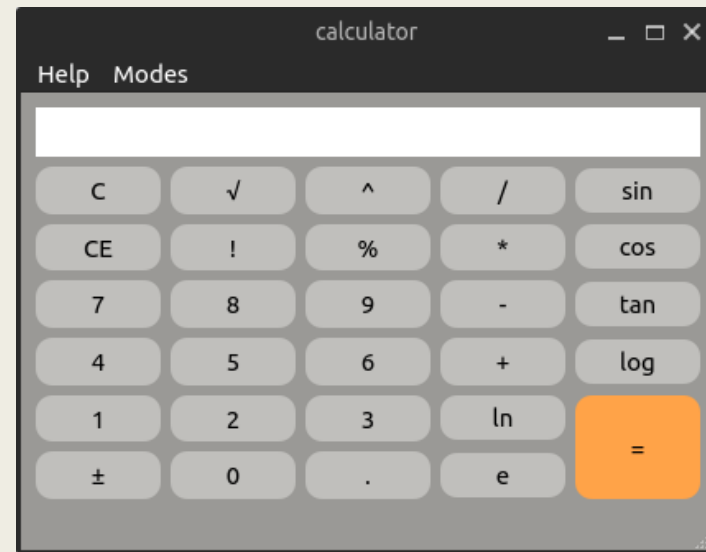 calculator
Help Modes
C √ ^ / sin
CE ! % * cos
7 8 9 - tan
4 5 6 + log
1 2 3 ln
=
± 0 . e